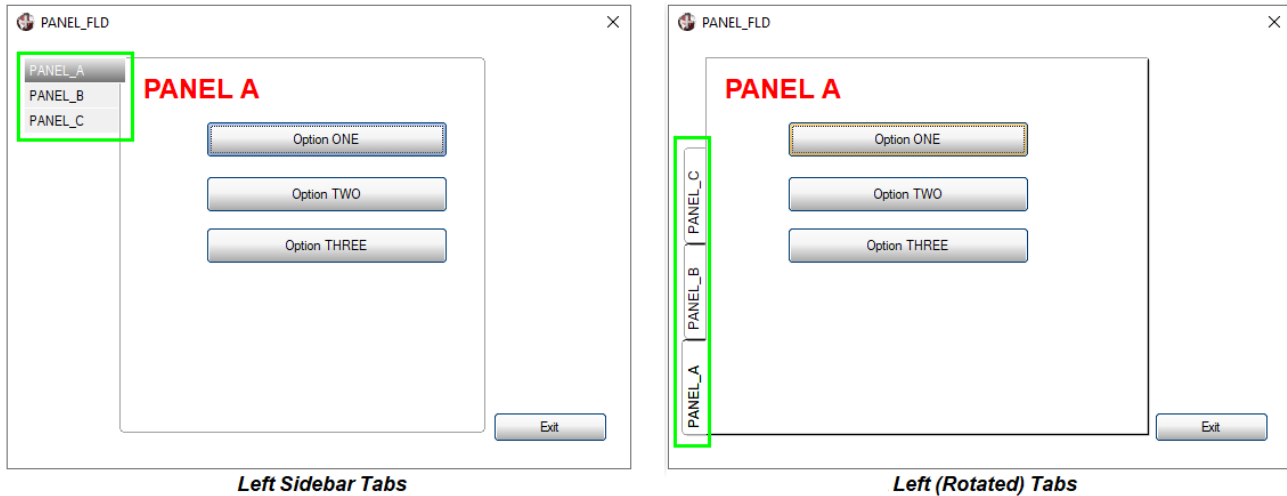 PANEL_FLD
PANEL_A
PANEL_B
PANEL_C
PANEL A
Option ONE
Option TWO
Option THREE
Exit
Left Sidebar Tabs
PANEL_FLD
PANEL A
PANEL_C
PANEL_B
PANEL_A
Option ONE
Option TWO
Option THREE
Exit
Left (Rotated) Tabs